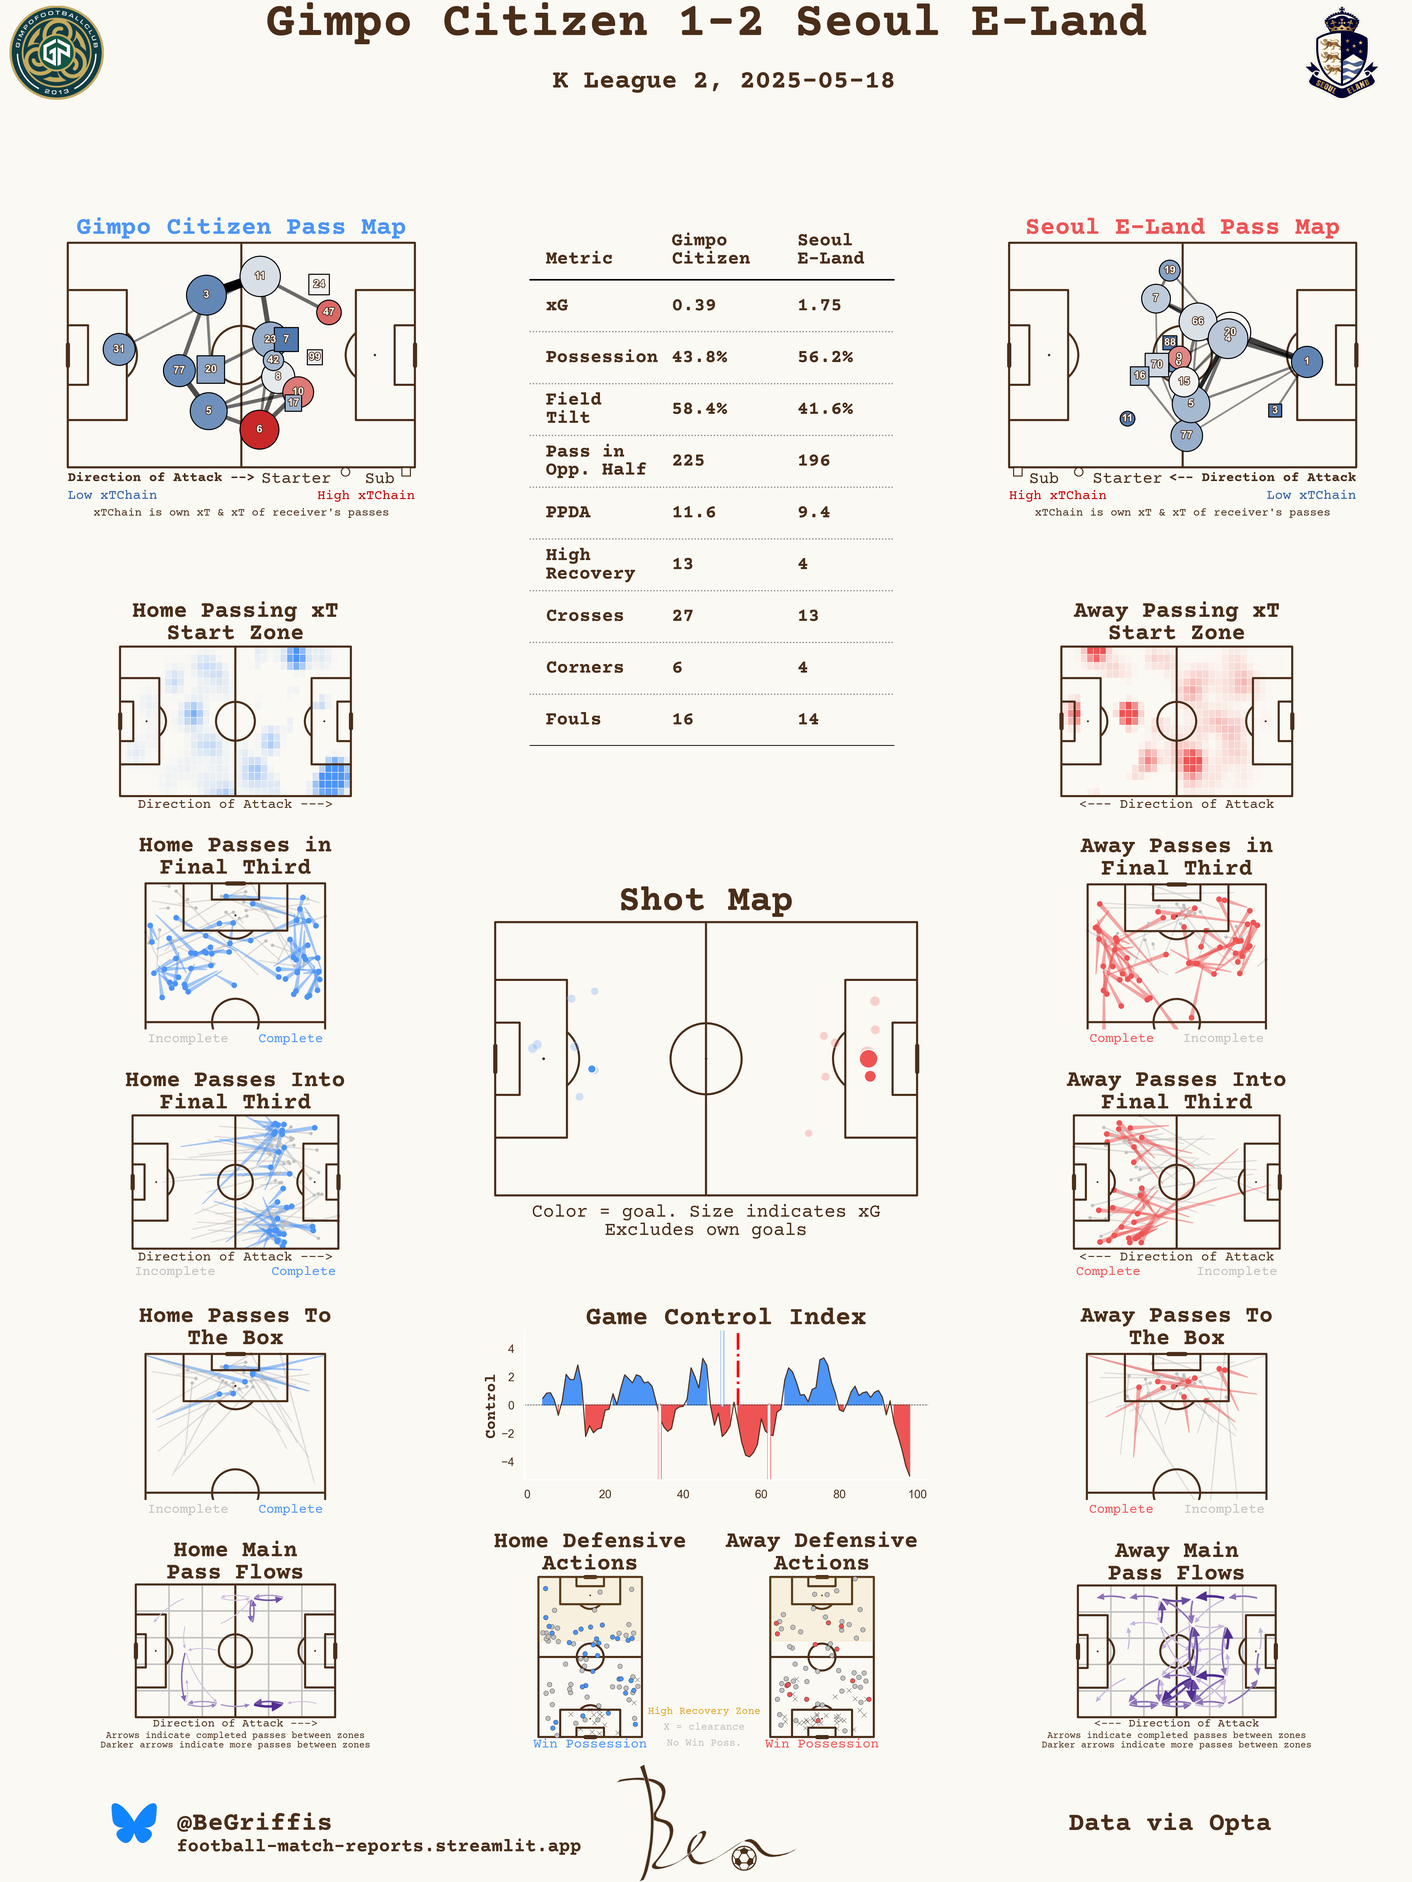 Gimpo Citizen 1-2 Seoul E-Land
K League 2, 2025-05-18
GIMPO FOOTBALL CLUB
GP
2013
SEOUL ELAND
Gimpo Citizen Pass Map
31
3
11
24
47
23
7
42
99
77
20
8
10
17
5
6
Direction of Attack --> Starter Sub
Low xTChain High xTChain
xTChain is own xT & xT of receiver's passes
Metric Gimpo Citizen Seoul E-Land
xG 0.39 1.75
Possession 43.8% 56.2%
Field Tilt 58.4% 41.6%
Pass in Opp. Half 225 196
PPDA 11.6 9.4
High Recovery 13 4
Crosses 27 13
Corners 6 4
Fouls 16 14
Seoul E-Land Pass Map
19
7
66
20
4
88
9
70
16
15
1
5
3
11
77
Sub Starter <-- Direction of Attack
High xTChain Low xTChain
xTChain is own xT & xT of receiver's passes
Home Passing xT
Start Zone
Direction of Attack --->
Away Passing xT
Start Zone
<--- Direction of Attack
Home Passes in
Final Third
Incomplete Complete
Away Passes in
Final Third
Complete Incomplete
Shot Map
Color = goal. Size indicates xG
Excludes own goals
Home Passes Into
Final Third
Direction of Attack --->
Incomplete Complete
Away Passes Into
Final Third
<--- Direction of Attack
Complete Incomplete
Home Passes To
The Box
Incomplete Complete
Game Control Index
Control
4
2
0
−2
−4
0 20 40 60 80 100
Away Passes To
The Box
Complete Incomplete
Home Main
Pass Flows
Direction of Attack --->
Arrows indicate completed passes between zones
Darker arrows indicate more passes between zones
Home Defensive
Actions
Win Possession
Away Defensive
Actions
Win Possession
High Recovery Zone
X = clearance
No Win Poss.
Away Main
Pass Flows
<--- Direction of Attack
Arrows indicate completed passes between zones
Darker arrows indicate more passes between zones
@BeGriffis
football-match-reports.streamlit.app
Ben
Data via Opta